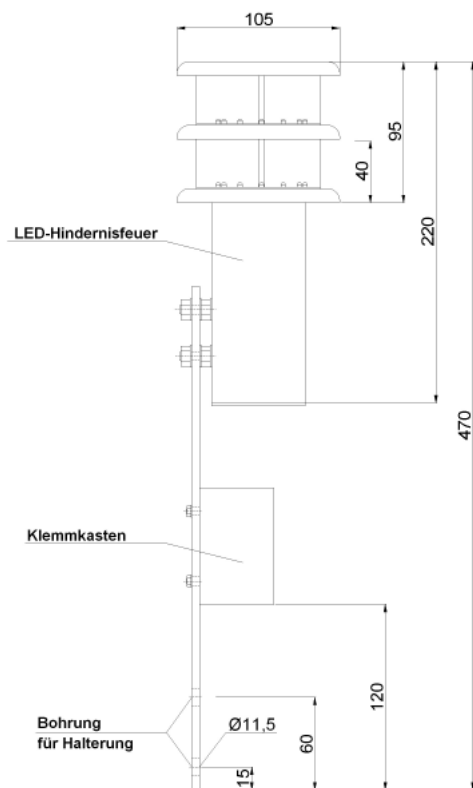 105
95
40
LED-Hindernisfeuer
220
470
Klemmkasten
120
Bohrung
für Halterung
Ø11,5
60
15